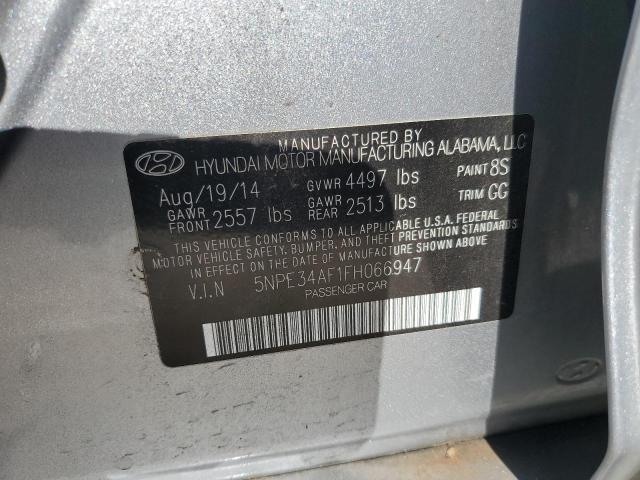 MANUFACTURED BY
HYUNDAI MOTOR MANUFACTURING ALABAMA, LLC
Aug/19/14 GVWR 4497 lbs PAINT 8S
GAWR FRONT 2557 lbs GAWR REAR 2513 lbs TRIM GG
THIS VEHICLE CONFORMS TO ALL APPLICABLE U.S.A. FEDERAL
MOTOR VEHICLE SAFETY, BUMPER, AND THEFT PREVENTION STANDARDS
IN EFFECT ON THE DATE OF MANUFACTURE SHOWN ABOVE.
V.I.N 5NPE34AF1FH066947
PASSENGER CAR